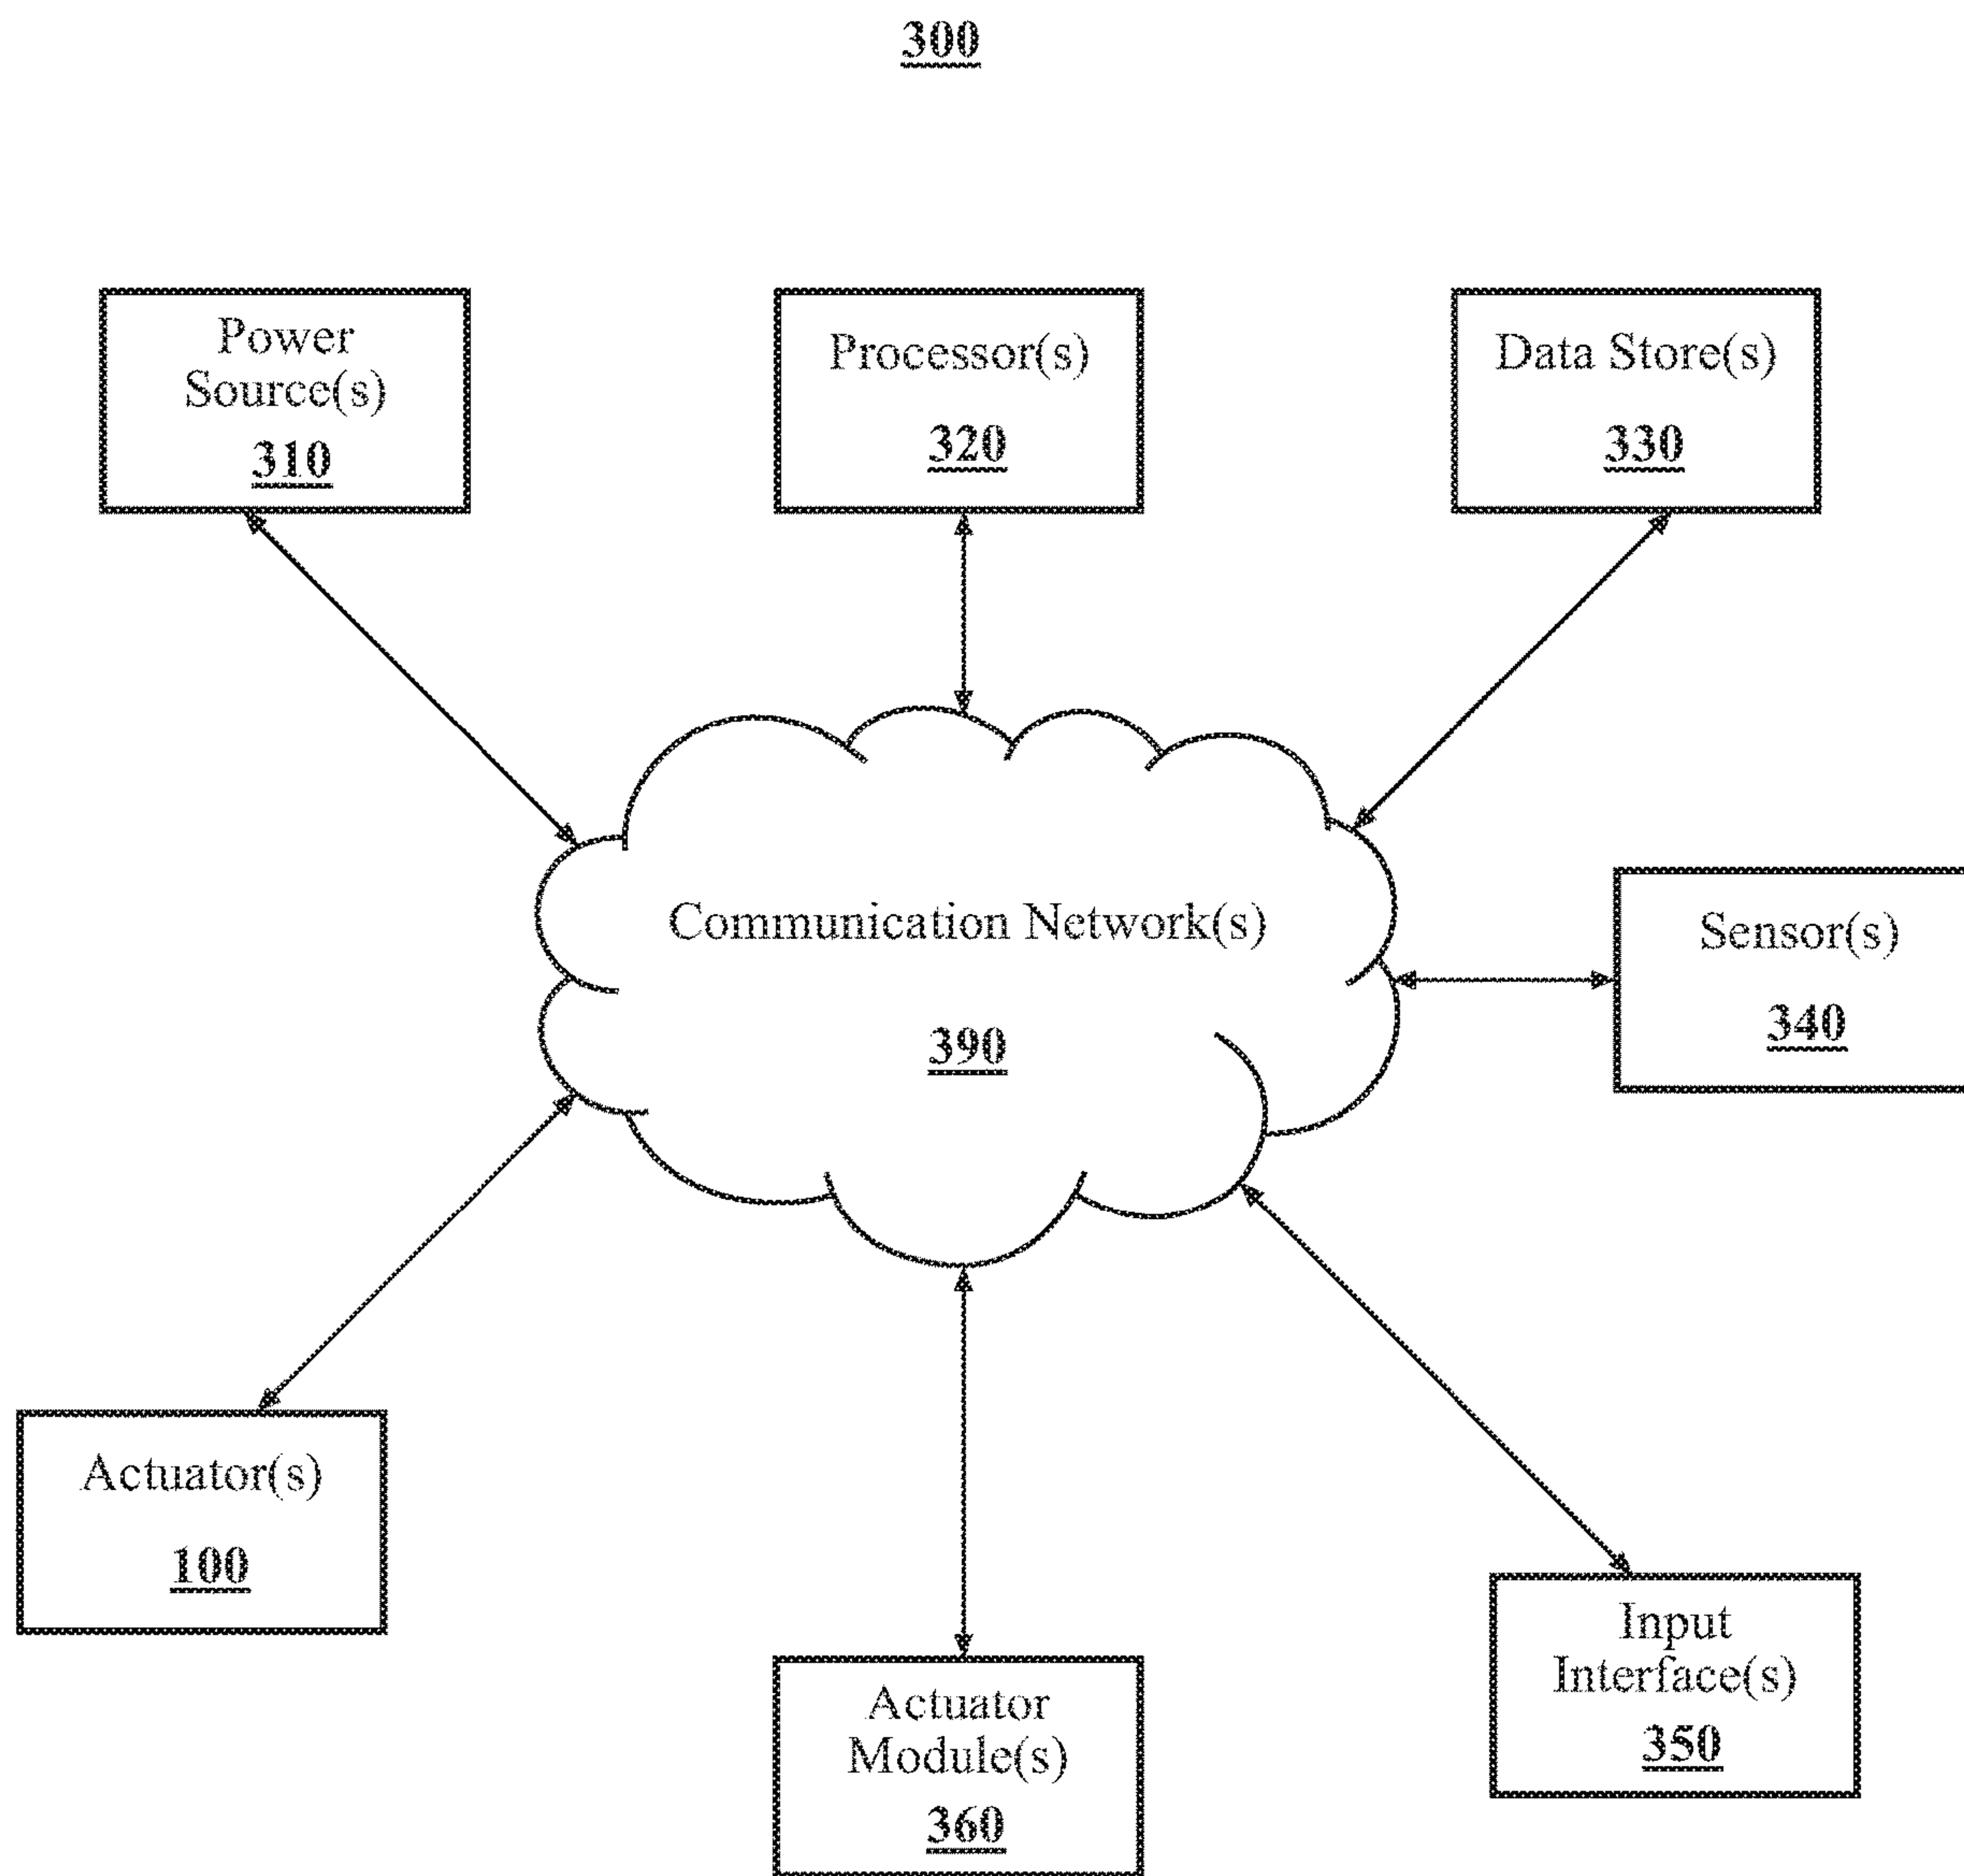 300
Power
Source(s)
310
Processor(s)
320
Data Store(s)
330
Communication Network(s)
390
Sensor(s)
340
Actuator(s)
100
Actuator
Module(s)
360
Input
Interface(s)
350